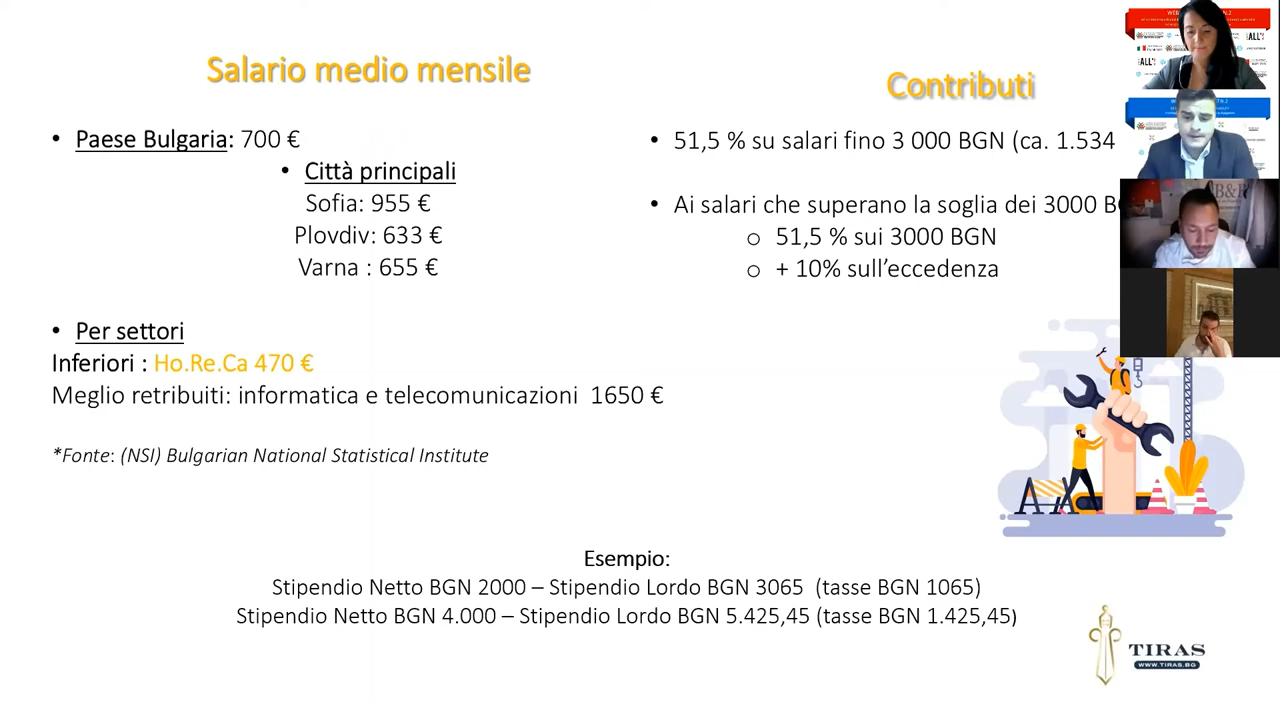 Salario medio mensile
• Paese Bulgaria: 700 €
• Città principali
Sofia: 955 €
Plovdiv: 633 €
Varna : 655 €
• Per settori
Inferiori : Ho.Re.Ca 470 €
Meglio retribuiti: informatica e telecomunicazioni 1650 €
*Fonte: (NSI) Bulgarian National Statistical Institute
Contributi
• 51,5 % su salari fino 3 000 BGN (ca. 1.534
• Ai salari che superano la soglia dei 3000
o 51,5 % sui 3000 BGN
o + 10% sull’eccedenza
Esempio:
Stipendio Netto BGN 2000 – Stipendio Lordo BGN 3065 (tasse BGN 1065)
Stipendio Netto BGN 4.000 – Stipendio Lordo BGN 5.425,45 (tasse BGN 1.425,45)
TIRAS
WWW.TIRAS.BG
B&R